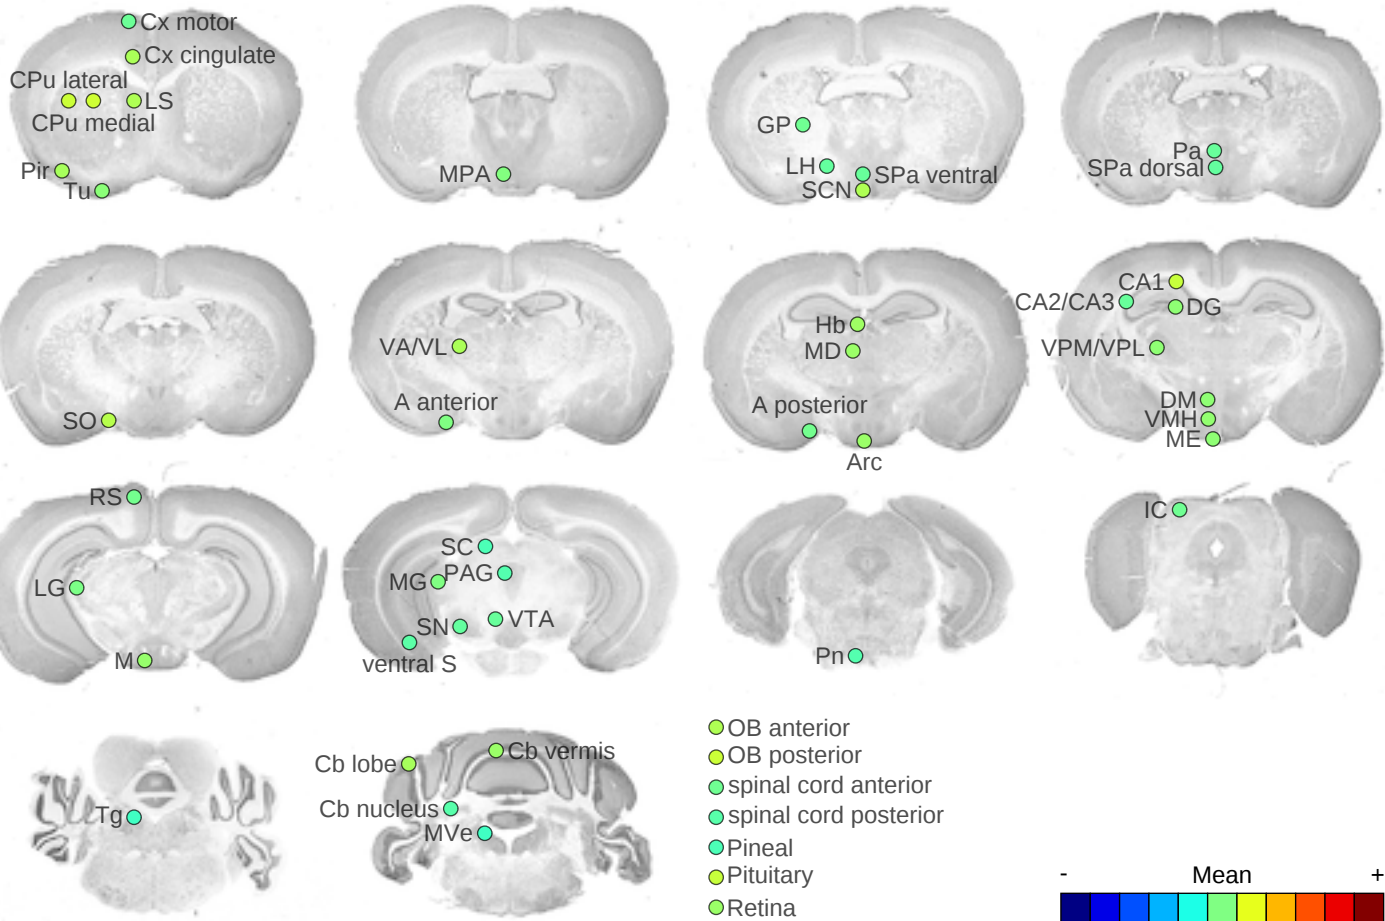 Cx motor
Cx cingulate
CPu lateral
LS
CPu medial
Pir
Tu
MPA
GP
LH
SPa ventral
SCN
Pa
SPa dorsal
SO
VA/VL
A anterior
Hb
MD
A posterior
Arc
CA1
CA2/CA3
DG
VPM/VPL
DM
VMH
ME
RS
LG
M
SC
MG
PAG
SN
VTA
ventral S
Pn
IC
Tg
Cb lobe
Cb vermis
Cb nucleus
MVe
OB anterior
OB posterior
spinal cord anterior
spinal cord posterior
Pineal
Pituitary
Retina
- Mean +